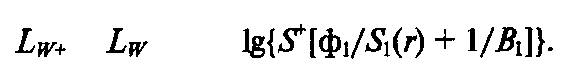 L_{W+}   L_W   lg{S^+[Φ_1/S_1(r) + 1/B_1]}.